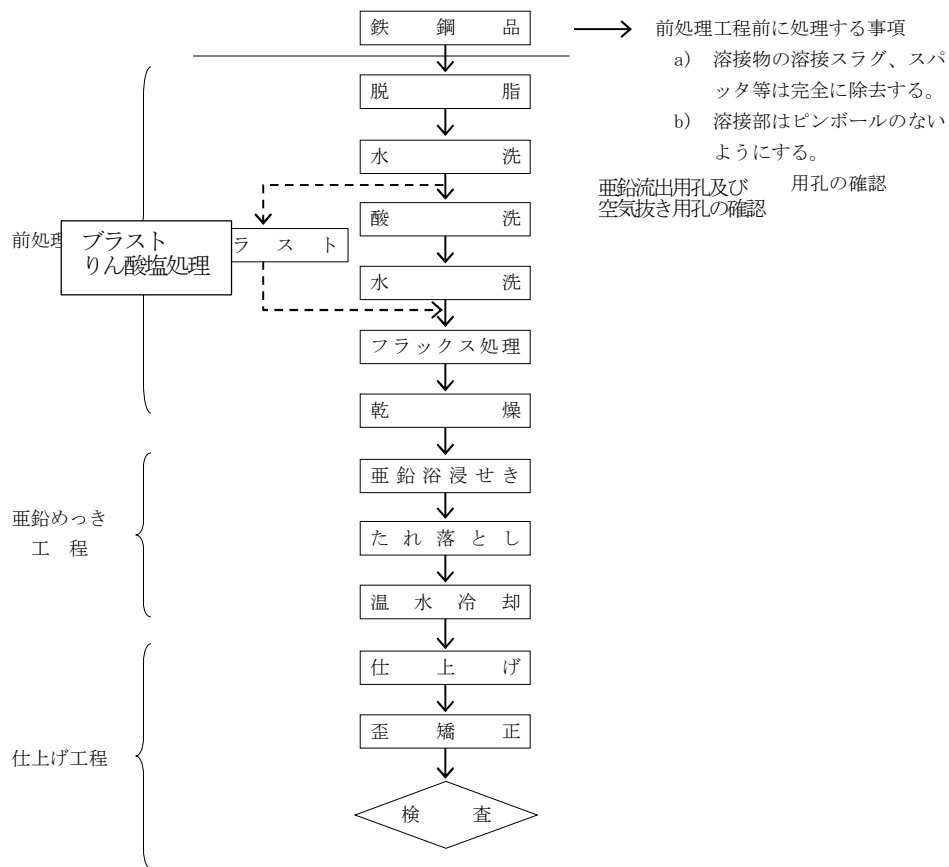 鉄鋼品
前処理工程前に処理する事項
a) 溶接物の溶接スラグ、スパ
ッタ等は完全に除去する。
b) 溶接部はピンボールのない
ようにする。
亜鉛流出用孔及び
空気抜き用孔の確認
用孔の確認
脱脂
水洗
酸洗
前処理
ブラスト
りん酸塩処理
ラスト
水洗
フラックス処理
乾燥
亜鉛めっき
工程
亜鉛浴浸せき
たれ落とし
温水冷却
仕上げ工程
仕上げ
歪矯正
検査